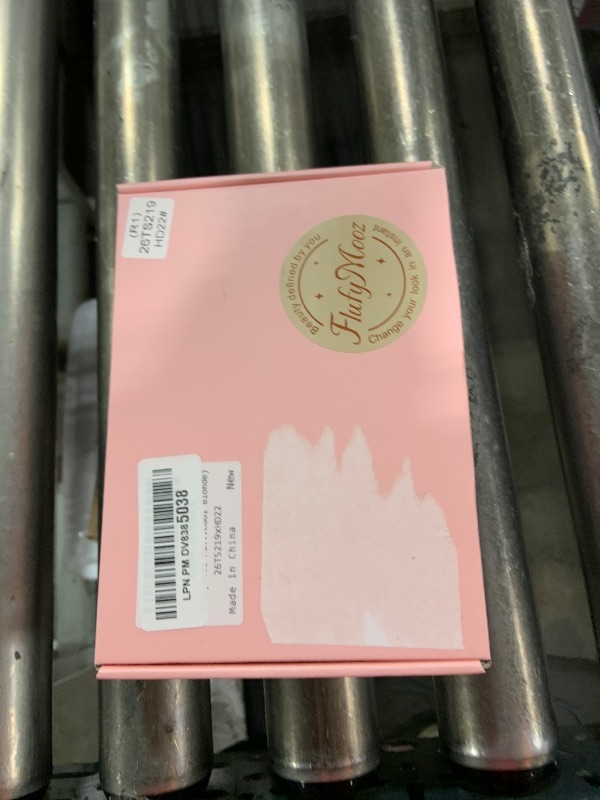 (R1)
26TS219
HD22#
Beauty defined by you
FlufyMooz
Change your look in an instant
LPN PM DV8385038
26TS219xHD22
Made in China New